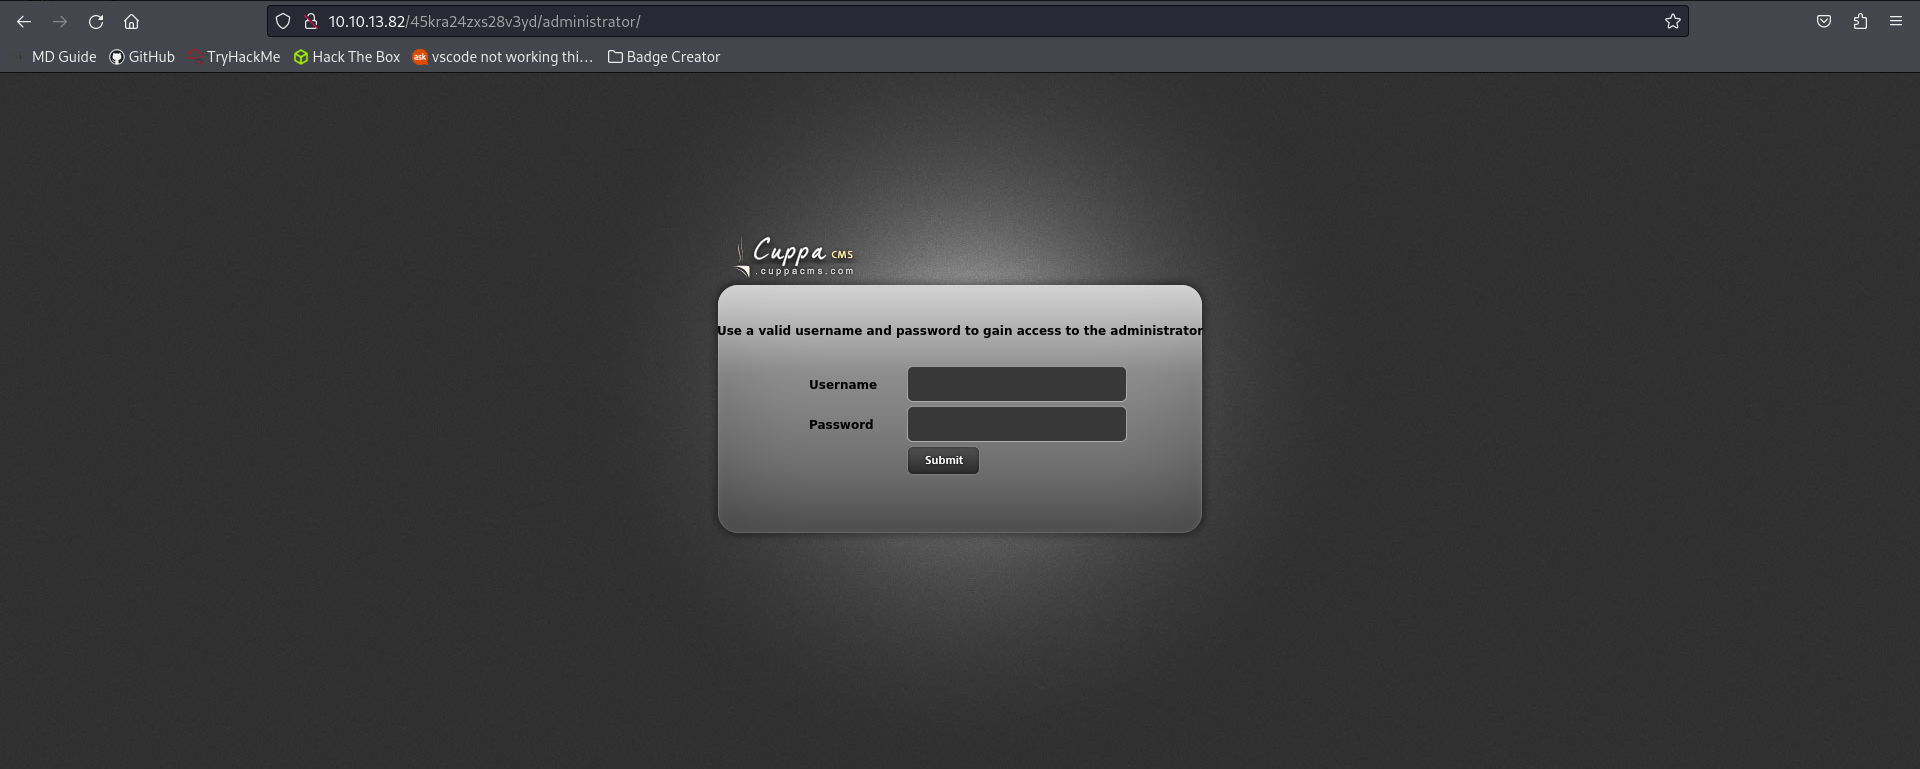 10.10.13.82/45kra24zxs28v3yd/administrator/
MD Guide GitHub TryHackMe Hack The Box ask vscode not working thi... Badge Creator
Cuppa CMS
.cuppacms.com
Use a valid username and password to gain access to the administrator
Username
Password
Submit